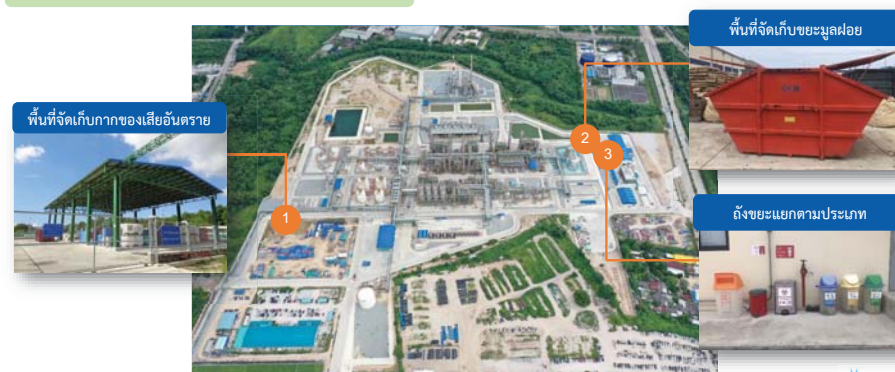 พื้นที่จัดเก็บขยะมูลฝอย
พื้นที่จัดเก็บกากของเสียอันตราย
2
3
1
ถังขยะแยกตามประเภท